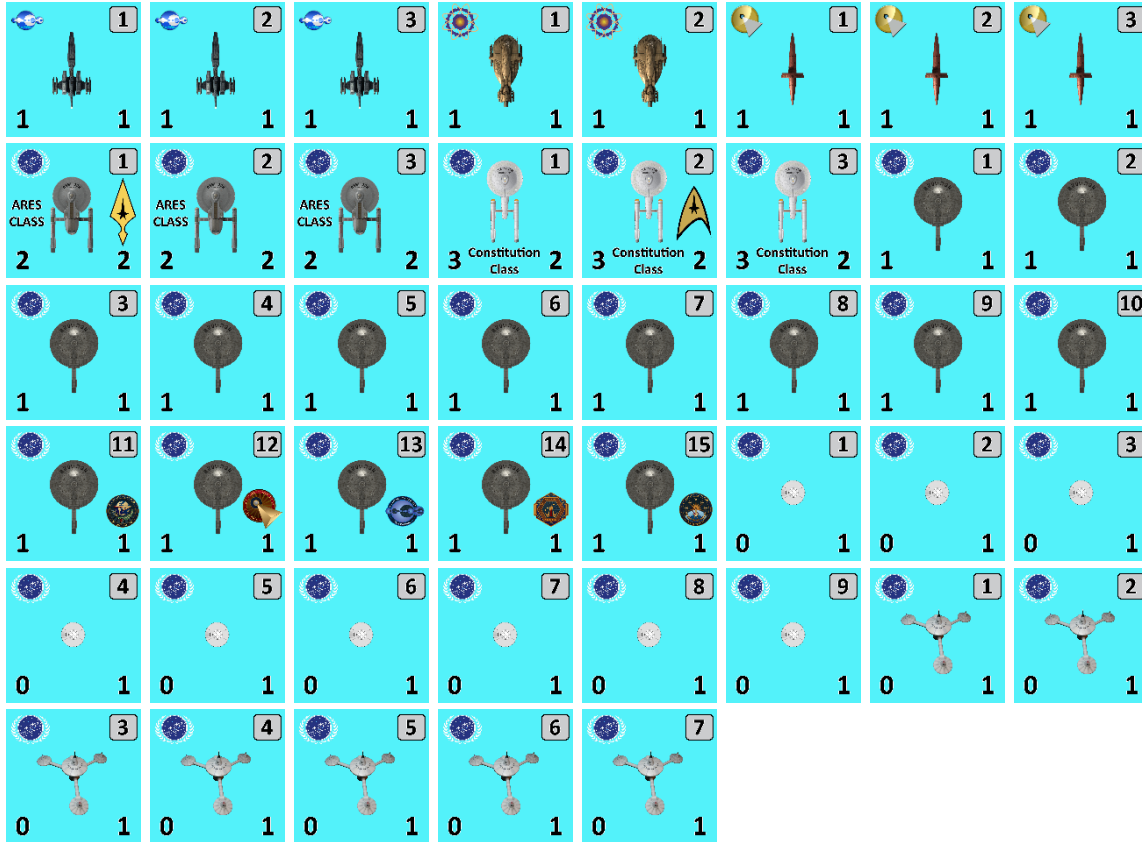 1 2 3 1 2 1 2 3
1 1 1 1 1 1 1 1 1 1 1 1 1 1 1 1
1 2 3 1 2 3 1 2
ARES ARES ARES
CLASS CLASS CLASS
2 2 2 2 2 2 3 Constitution 2 3 Constitution 2 3 Constitution 2 1 1 1 1
Class Class Class
3 4 5 6 7 8 9 10
1 1 1 1 1 1 1 1 1 1 1 1 1 1 1 1
11 12 13 14 15 1 2 3
1 1 1 1 1 1 1 1 1 1 0 1 0 1 0 1
4 5 6 7 8 9 1 2
0 1 0 1 0 1 0 1 0 1 0 1 0 1 0 1
3 4 5 6 7
0 1 0 1 0 1 0 1 0 1